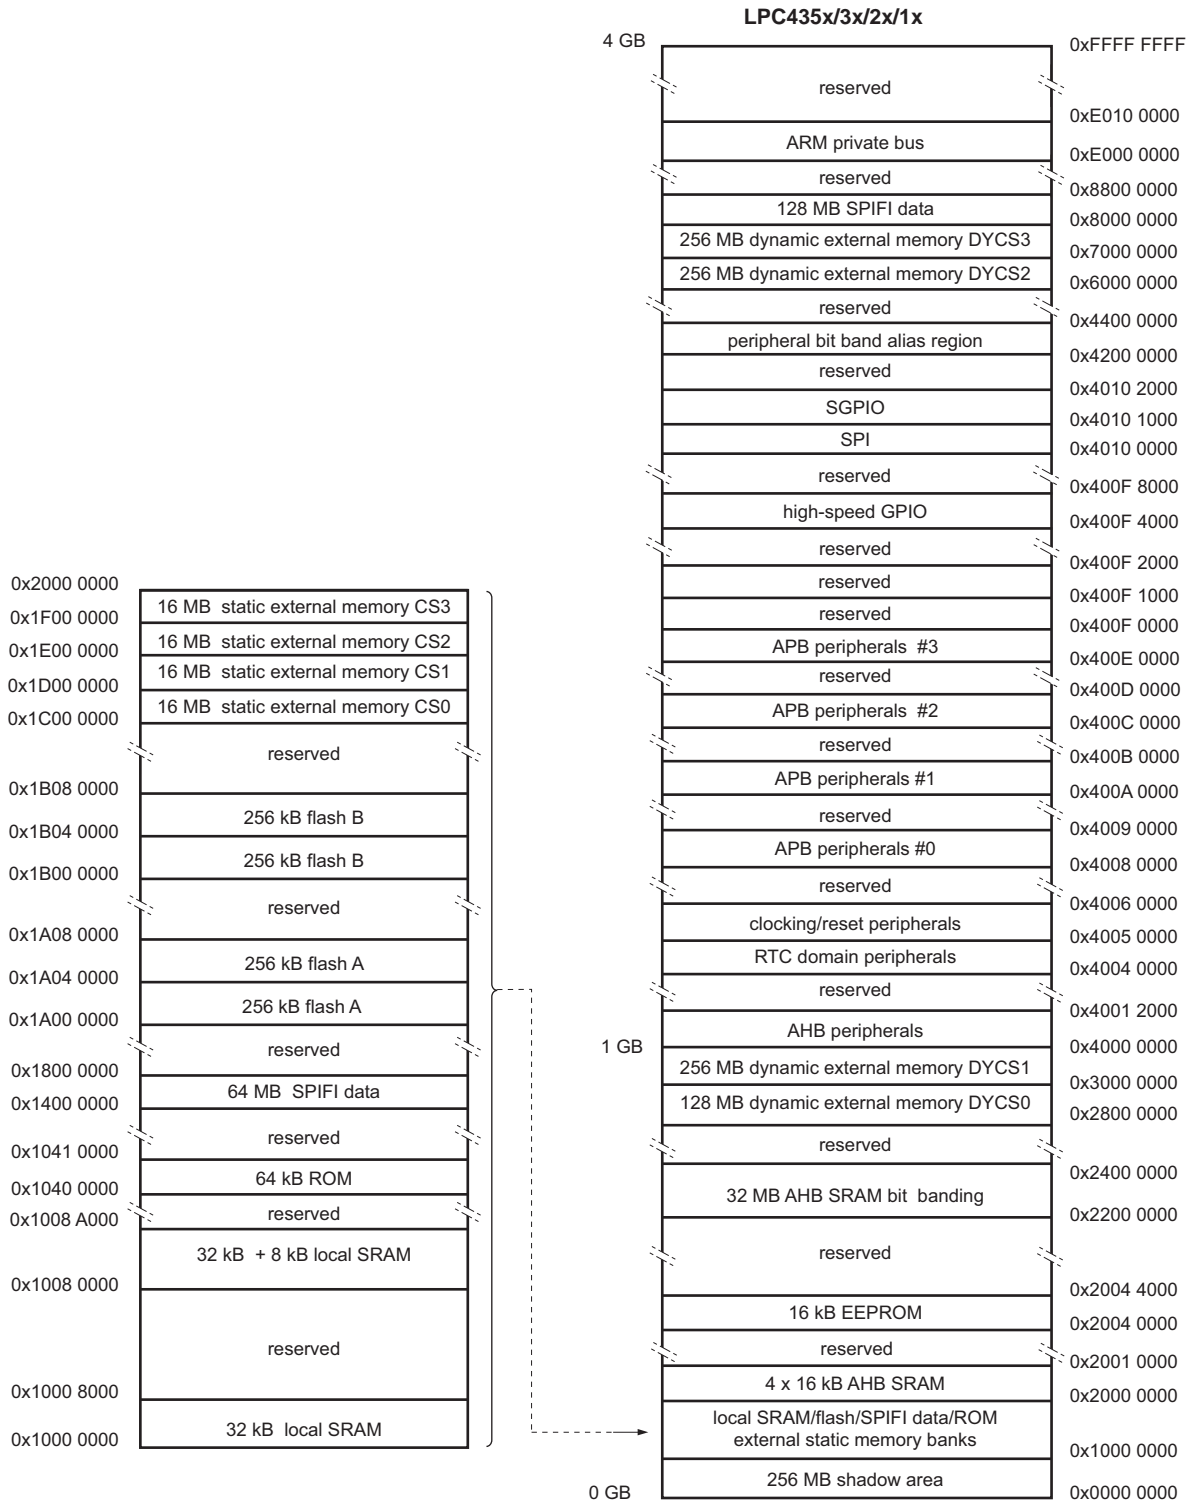 LPC435x/3x/2x/1x
4 GB
0xFFFF FFFF
reserved
0xE010 0000
ARM private bus
0xE000 0000
reserved
0x8800 0000
128 MB SPIFI data
0x8000 0000
256 MB dynamic external memory DYCS3
0x7000 0000
256 MB dynamic external memory DYCS2
0x6000 0000
reserved
0x4400 0000
peripheral bit band alias region
0x4200 0000
reserved
0x4010 2000
SGPIO
0x4010 1000
SPI
0x4010 0000
reserved
0x400F 8000
high-speed GPIO
0x400F 4000
reserved
0x400F 2000
reserved
0x400F 1000
reserved
0x400F 0000
APB peripherals #3
0x400E 0000
reserved
0x400D 0000
APB peripherals #2
0x400C 0000
reserved
0x400B 0000
APB peripherals #1
0x400A 0000
reserved
0x4009 0000
APB peripherals #0
0x4008 0000
reserved
0x4006 0000
clocking/reset peripherals
0x4005 0000
RTC domain peripherals
0x4004 0000
reserved
0x4001 2000
AHB peripherals
1 GB
0x4000 0000
256 MB dynamic external memory DYCS1
0x3000 0000
128 MB dynamic external memory DYCS0
0x2800 0000
reserved
0x2400 0000
32 MB AHB SRAM bit banding
0x2200 0000
reserved
0x2004 4000
16 kB EEPROM
0x2004 0000
reserved
0x2001 0000
4 x 16 kB AHB SRAM
0x2000 0000
local SRAM/flash/SPIFI data/ROM
external static memory banks
0x1000 0000
256 MB shadow area
0 GB
0x0000 0000
0x2000 0000
16 MB static external memory CS3
0x1F00 0000
16 MB static external memory CS2
0x1E00 0000
16 MB static external memory CS1
0x1D00 0000
16 MB static external memory CS0
0x1C00 0000
reserved
0x1B08 0000
256 kB flash B
0x1B04 0000
256 kB flash B
0x1B00 0000
reserved
0x1A08 0000
256 kB flash A
0x1A04 0000
256 kB flash A
0x1A00 0000
reserved
0x1800 0000
64 MB SPIFI data
0x1400 0000
reserved
0x1041 0000
64 kB ROM
0x1040 0000
reserved
0x1008 A000
32 kB + 8 kB local SRAM
0x1008 0000
reserved
0x1000 8000
32 kB local SRAM
0x1000 0000